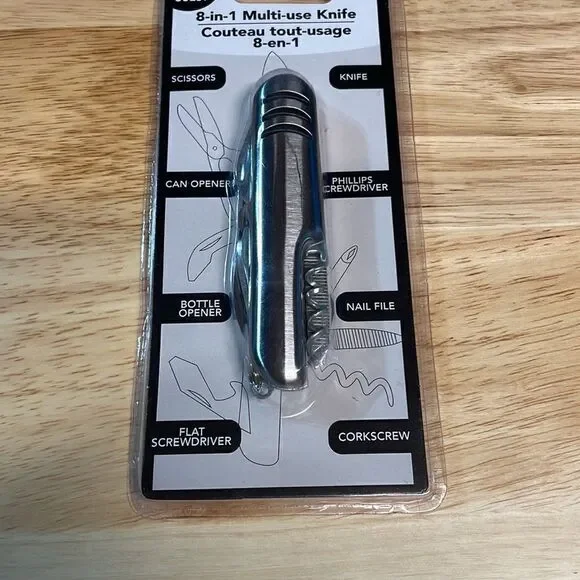 8-in-1 Multi-use Knife
Couteau tout-usage
8-en-1
SCISSORS
KNIFE
CAN OPENER
PHILLIPS
SCREWDRIVER
BOTTLE
OPENER
NAIL FILE
FLAT
SCREWDRIVER
CORKSCREW